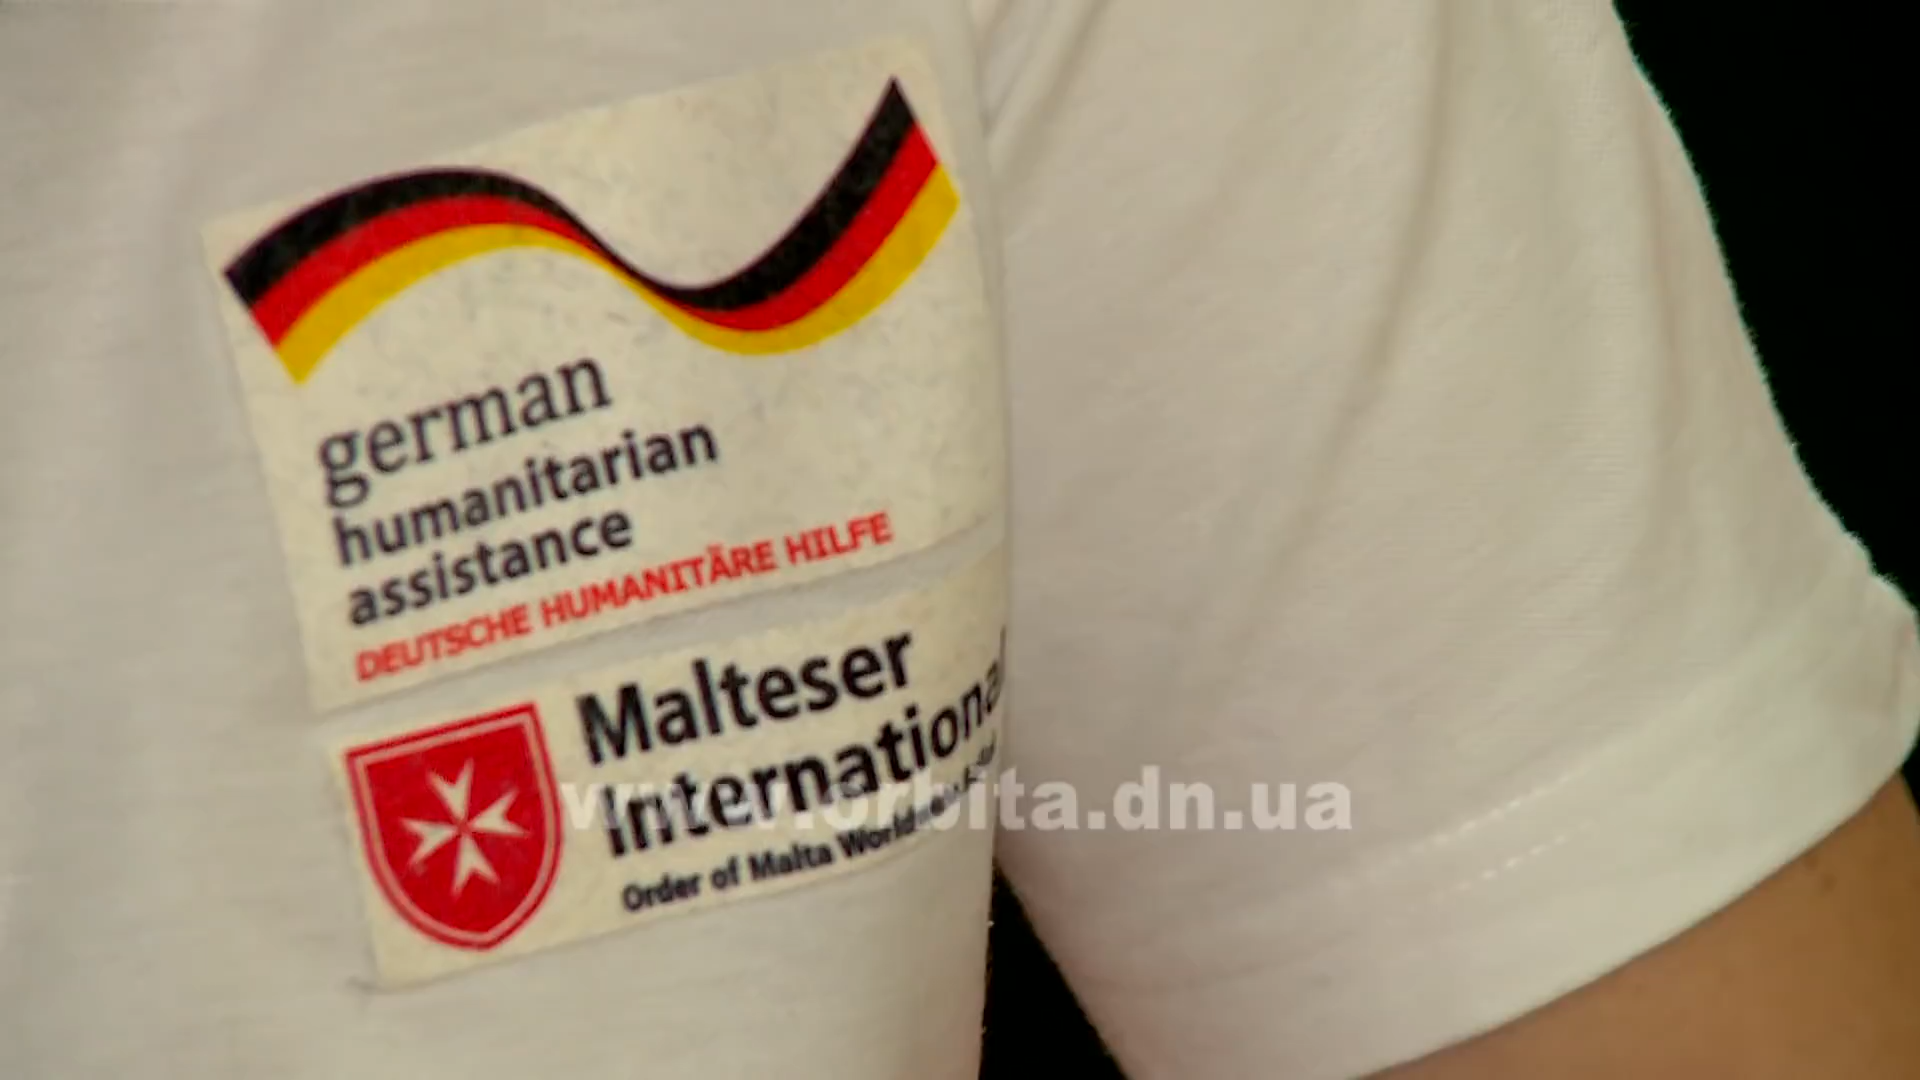 german
humanitarian
assistance
DEUTSCHE HUMANITÄRE HILFE
Malteser
International
Order of Malta
www.orbita.dn.ua